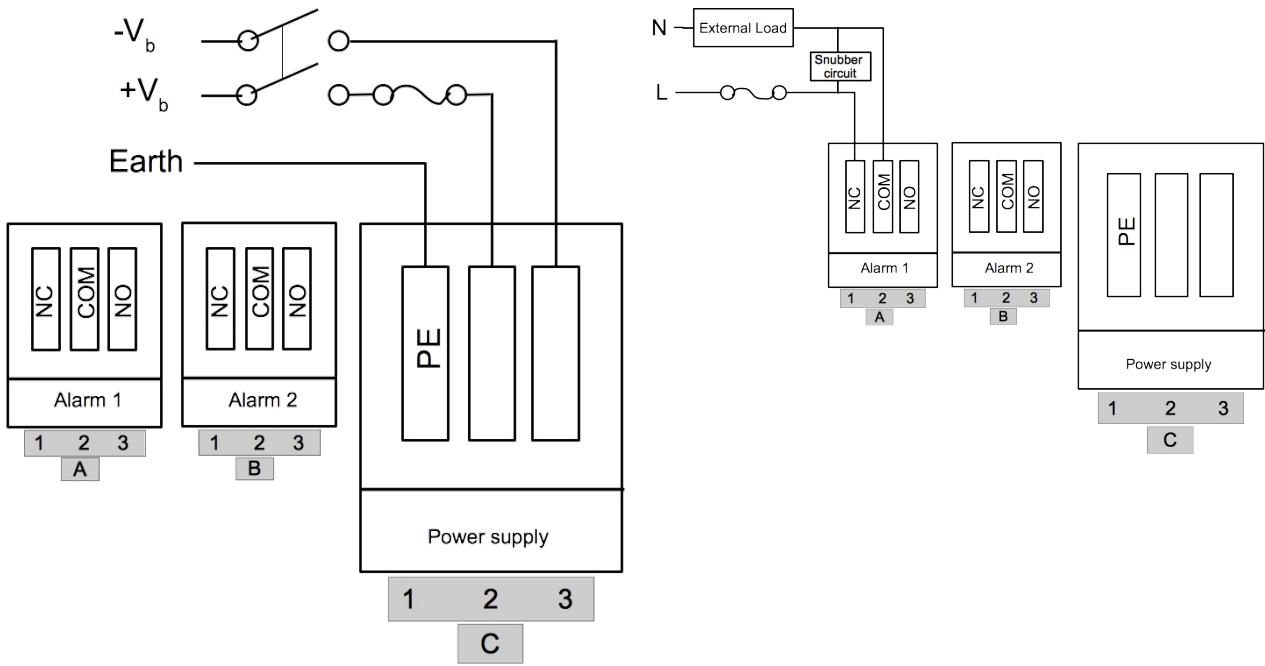 -Vb
+Vb
Earth
NC COM NO
Alarm 1
1 2 3
A
NC COM NO
Alarm 2
1 2 3
B
PE
Power supply
1 2 3
C
N External Load
Snubber
circuit
L
NC COM NO
Alarm 1
1 2 3
A
NC COM NO
Alarm 2
1 2 3
B
PE
Power supply
1 2 3
C